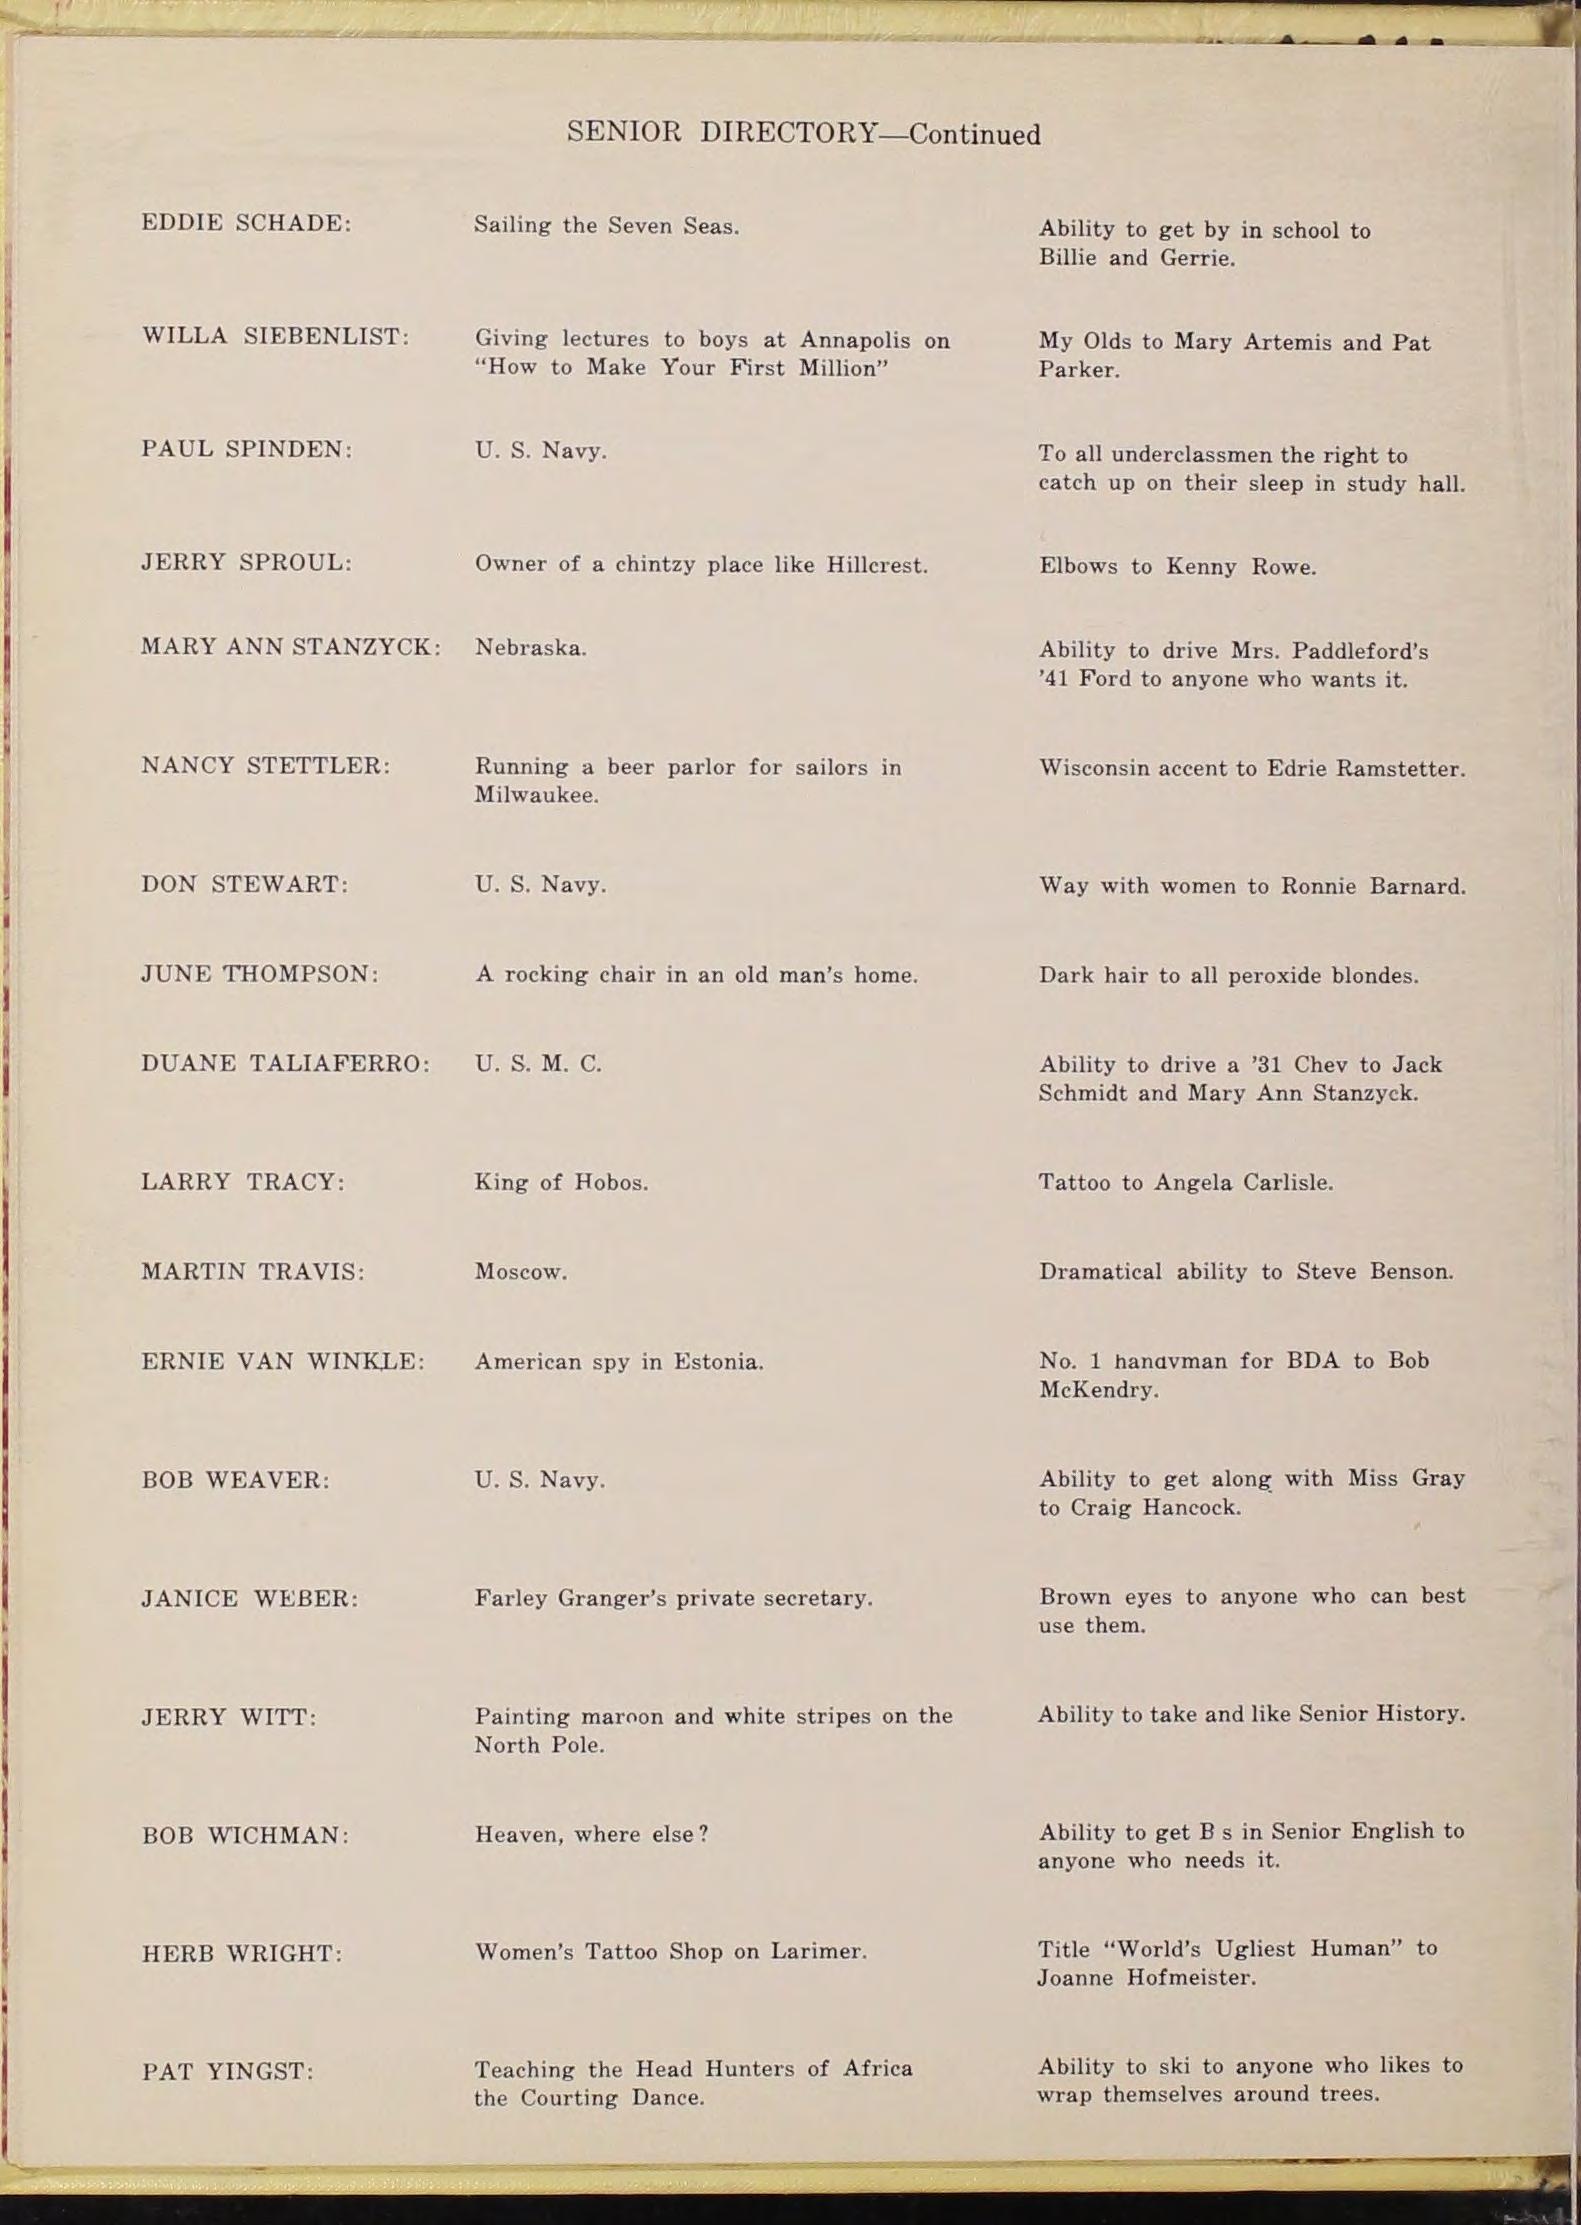 SENIOR DIRECTORY—Continued
EDDIE SCHADE: Sailing the Seven Seas. Ability to get by in school to
Billie and Gerrie.
WILLA SIEBENLIST: Giving lectures to boys at Annapolis on My Olds to Mary Artemis and Pat
“How to Make Your First Million” Parker.
PAUL SPINDEN: U. S. Navy. To all underclassmen the right to
catch up on their sleep in study hall.
JERRY SPROUL: Owner of a chintzy place like Hillcrest. Elbows to Kenny Rowe.
MARY ANN STANZYCK: Nebraska. Ability to drive Mrs. Paddleford’s
’41 Ford to anyone who wants it.
NANCY STETTLER: Running a beer parlor for sailors in Wisconsin accent to Edrie Ramstetter.
Milwaukee.
DON STEWART: U. S. Navy. Way with women to Ronnie Barnard.
JUNE THOMPSON: A rocking chair in an old man’s home. Dark hair to all peroxide blondes.
DUANE TALIAFERRO: U. S. M. C. Ability to drive a ’31 Chev to Jack
Schmidt and Mary Ann Stanzyck.
LARRY TRACY: King of Hobos. Tattoo to Angela Carlisle.
MARTIN TRAVIS: Moscow. Dramatical ability to Steve Benson.
ERNIE VAN WINKLE: American spy in Estonia. No. 1 handyman for BDA to Bob
McKendry.
BOB WEAVER: U. S. Navy. Ability to get along with Miss Gray
to Craig Hancock.
JANICE WEBER: Farley Granger’s private secretary. Brown eyes to anyone who can best
use them.
JERRY WITT: Painting maroon and white stripes on the Ability to take and like Senior History.
North Pole.
BOB WICHMAN: Heaven, where else? Ability to get B s in Senior English to
anyone who needs it.
HERB WRIGHT: Women’s Tattoo Shop on Larimer. Title “World’s Ugliest Human” to
Joanne Hofmeister.
PAT YINGST: Teaching the Head Hunters of Africa Ability to ski to anyone who likes to
the Courting Dance. wrap themselves around trees.